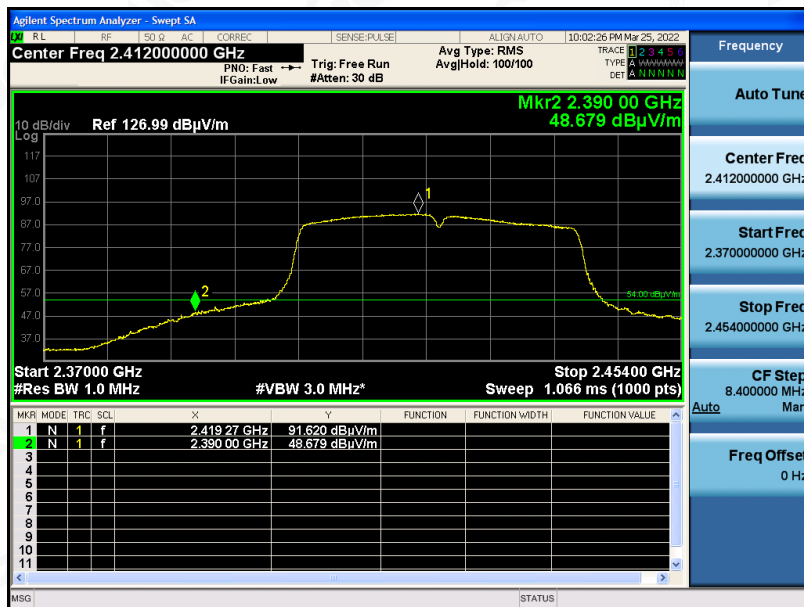 Agilent Spectrum Analyzer - Swept SA
LXI RL RF 50 Ω AC CORREC SENSE:PULSE ALIGN AUTO 10:02:26 PM Mar 25, 2022
Center Freq 2.412000000 GHz
PNO: Fast
IFGain:Low
Trig: Free Run
#Atten: 30 dB
Avg Type: RMS
Avg|Hold: 100/100
TRACE 1 2 3 4 5 6
TYPE A WWWWW
DET A N N N N N
Mkr2 2.390 00 GHz
48.679 dBµV/m
10 dB/div Ref 126.99 dBµV/m
Log
117
107
97.0
87.0
77.0
67.0
57.0
47.0
37.0
1
2
54.00 dBµV/m
Start 2.37000 GHz Stop 2.45400 GHz
#Res BW 1.0 MHz #VBW 3.0 MHz* Sweep 1.066 ms (1000 pts)
MKR MODE TRC SCL X Y FUNCTION FUNCTION WIDTH FUNCTION VALUE
1 N 1 f 2.419 27 GHz 91.620 dBµV/m
2 N 1 f 2.390 00 GHz 48.679 dBµV/m
3
4
5
6
7
8
9
10
11
MSG STATUS
Frequency
Auto Tune
Center Freq
2.412000000 GHz
Start Freq
2.370000000 GHz
Stop Freq
2.454000000 GHz
CF Step
8.400000 MHz
Auto Man
Freq Offset
0 Hz